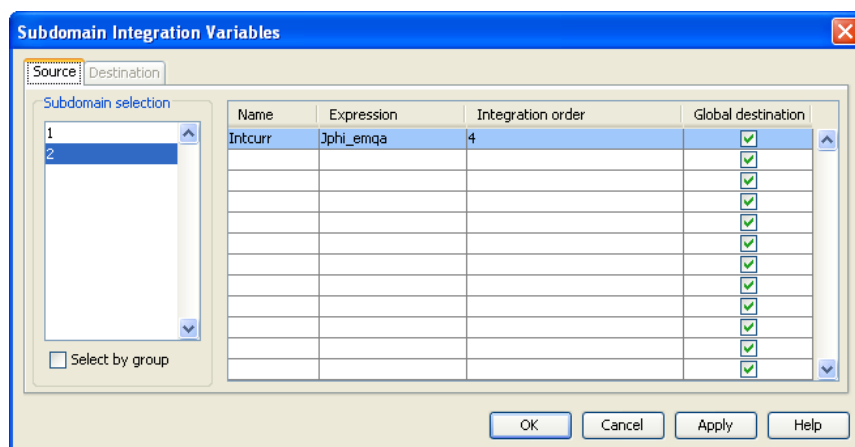 Subdomain Integration Variables
Source Destination
Subdomain selection
1
2
Select by group
Name Expression Integration order Global destination
Intcurr Jphi_emqa 4
OK Cancel Apply Help